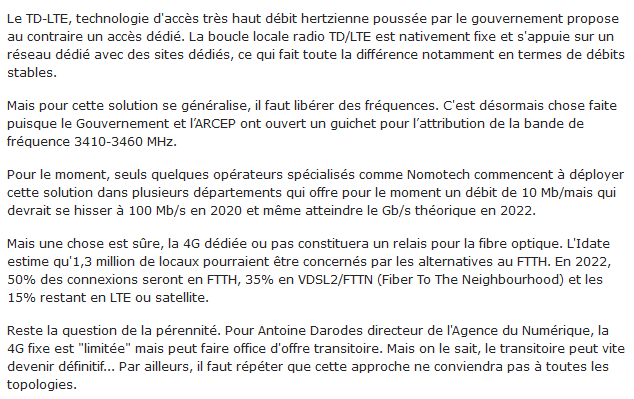 Le TD-LTE, technologie d'accès très haut débit hertzienne poussée par le gouvernement propose
au contraire un accès dédié. La boucle locale radio TD/LTE est nativement fixe et s'appuie sur un
réseau dédié avec des sites dédiés, ce qui fait toute la différence notamment en termes de débits
stables.
Mais pour cette solution se généralise, il faut libérer des fréquences. C'est désormais chose faite
puisque le Gouvernement et l'ARCEP ont ouvert un guichet pour l'attribution de la bande de
fréquence 3410-3460 MHz.
Pour le moment, seuls quelques opérateurs spécialisés comme Nomotech commencent à déployer
cette solution dans plusieurs départements qui offre pour le moment un débit de 10 Mb/mais qui
devrait se hisser à 100 Mb/s en 2020 et même atteindre le Gb/s théorique en 2022.
Mais une chose est sûre, la 4G dédiée ou pas constituera un relais pour la fibre optique. L'Idate
estime qu'1,3 million de locaux pourraient être concernés par les alternatives au FTTH. En 2022,
50% des connexions seront en FTTH, 35% en VDSL2/FTTN (Fiber To The Neighbourhood) et les
15% restant en LTE ou satellite.
Reste la question de la pérennité. Pour Antoine Darodes directeur de l'Agence du Numérique, la
4G fixe est "limitée" mais peut faire office d'offre transitoire. Mais on le sait, le transitoire peut vite
devenir définitif... Par ailleurs, il faut répéter que cette approche ne conviendra pas à toutes les
topologies.